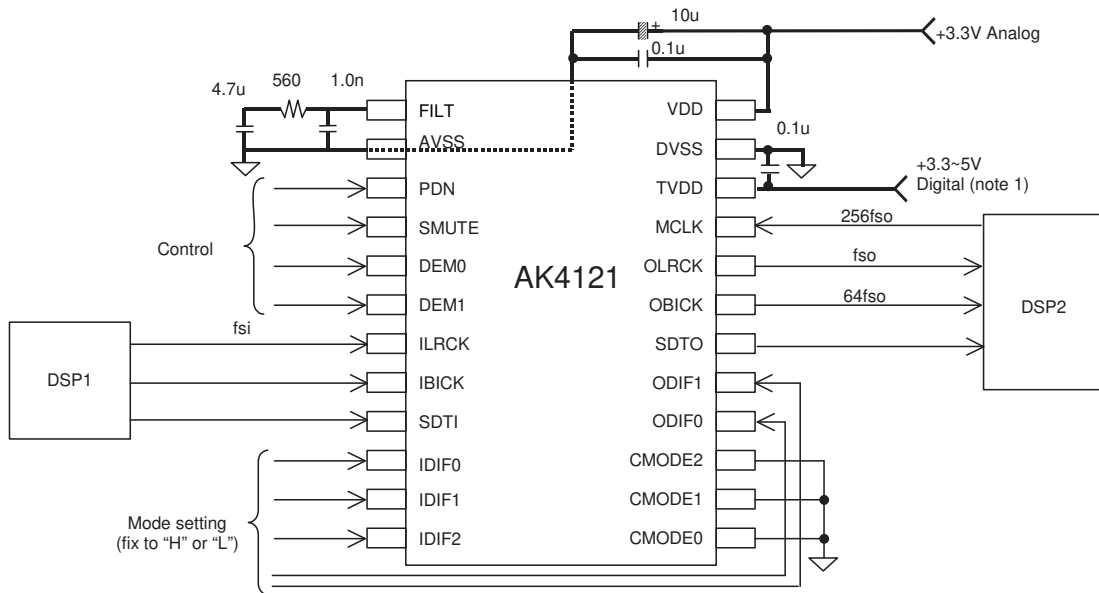 10u
+
+3.3V Analog
0.1u
560
1.0n
4.7u
FILT
VDD
0.1u
AVSS
DVSS
+3.3~5V
Digital (note 1)
PDN
TVDD
256fso
SMUTE
MCLK
Control
fso
DEM0
OLRCK
AK4121
64fso
DEM1
OBICK
DSP2
fsi
ILRCK
SDTO
DSP1
IBICK
ODIF1
SDTI
ODIF0
IDIF0
CMODE2
IDIF1
CMODE1
Mode setting
(fix to “H” or “L”)
IDIF2
CMODE0